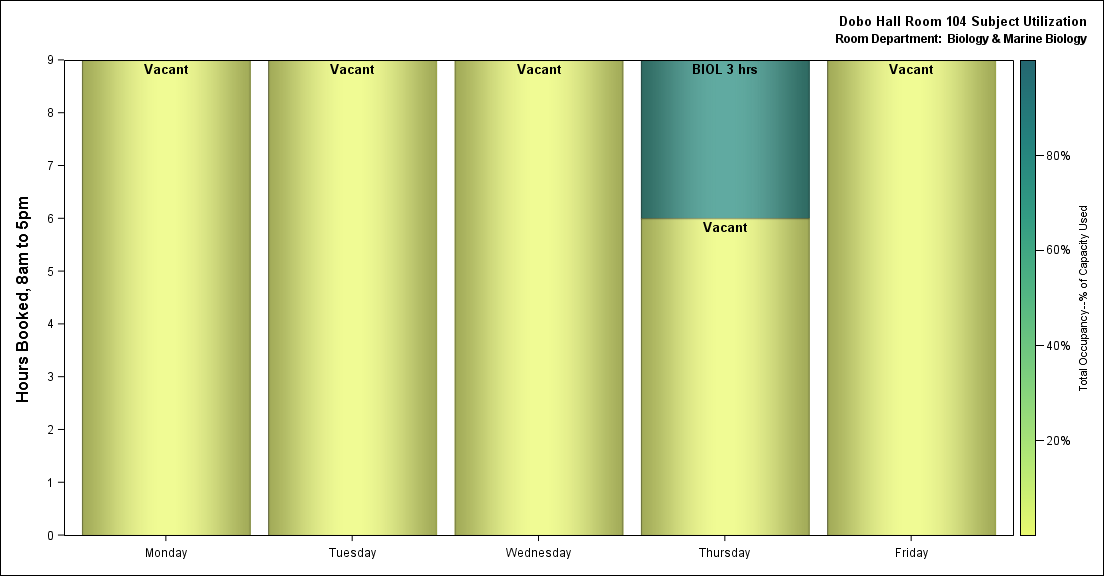 Dobo Hall Room 104 Subject Utilization
Room Department: Biology & Marine Biology
Hours Booked, 8am to 5pm
9
8
7
6
5
4
3
2
1
0
Vacant
Vacant
Vacant
BIOL 3 hrs
Vacant
Vacant
Monday
Tuesday
Wednesday
Thursday
Friday
80%
60%
40%
20%
Total Occupancy--% of Capacity Used